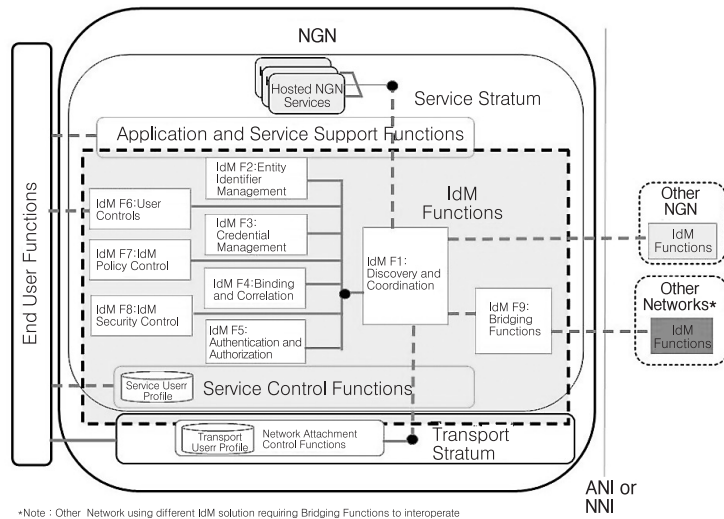 NGN
Hosted NGN
Services
Service Stratum
Application and Service Support Functions
End User Functions
IdM F2:Entity
Identifier
Management
IdM
Functions
IdM F6:User
Controls
IdM F3:
Credential
Management
IdM F7:IdM
Policy Control
IdM F1:
Discovery and
Coordination
IdM F4:Binding
and Correlation
IdM F8:IdM
Security Control
IdM F9:
Bridging
Functions
IdM F5:
Authentication and
Authorization
Other
NGN
IdM
Functions
Other
Networks*
IdM
Functions
Service Userr
Profile
Service Control Functions
Transport
User Profile
Network Attachment
Control Functions
Transport
Stratum
ANI or
NNI
*Note : Other Network using different IdM solution requiring Bridging Functions to interoperate